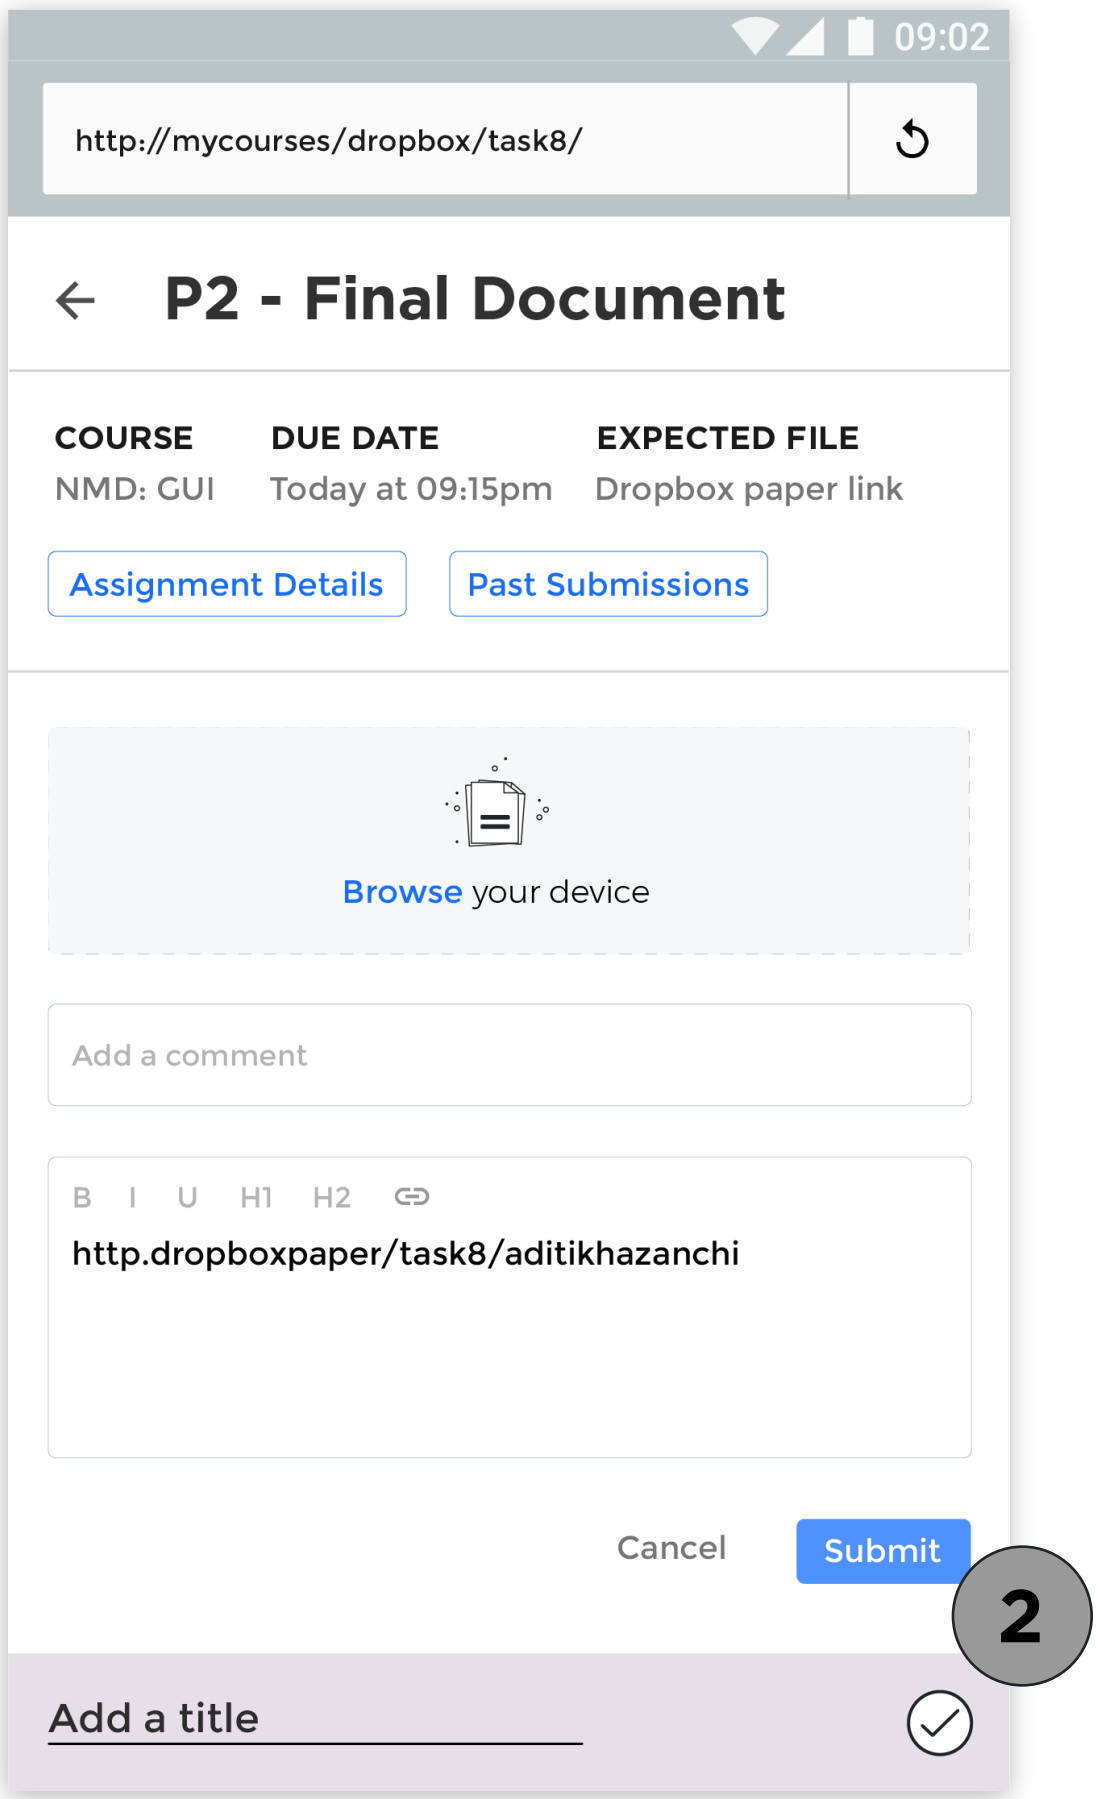 09:02
http://mycourses/dropbox/task8/
P2 - Final Document
COURSE DUE DATE EXPECTED FILE
NMD: GUI Today at 09:15pm Dropbox paper link
Assignment Details Past Submissions
Browse your device
Add a comment
B I U H1 H2
http.dropboxpaper/task8/aditikhazanchi
Cancel Submit
2
Add a title